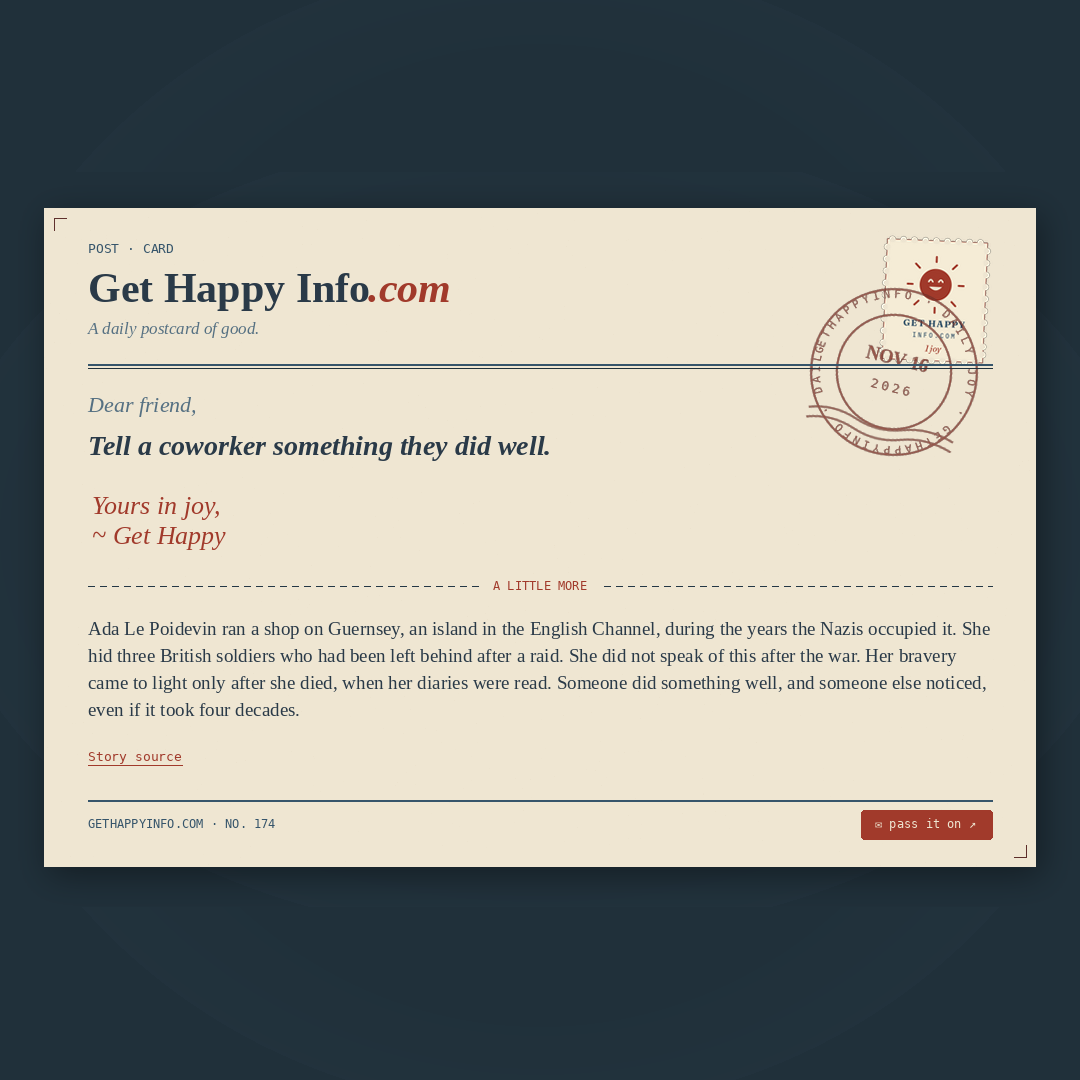 POST · CARD
Get Happy Info.com
A daily postcard of good.
GET HAPPY
INFO.COM
1 joy
GETHAPPYINFO · DAILY JOY · GETHAPPYINFO · DAIL
NOV 16
2026
Dear friend,
Tell a coworker something they did well.
Yours in joy,
~ Get Happy
A LITTLE MORE
Ada Le Poidevin ran a shop on Guernsey, an island in the English Channel, during the years the Nazis occupied it. She
hid three British soldiers who had been left behind after a raid. She did not speak of this after the war. Her bravery
came to light only after she died, when her diaries were read. Someone did something well, and someone else noticed,
even if it took four decades.
Story source
GETHAPPYINFO.COM · NO. 174
✉ pass it on ↗